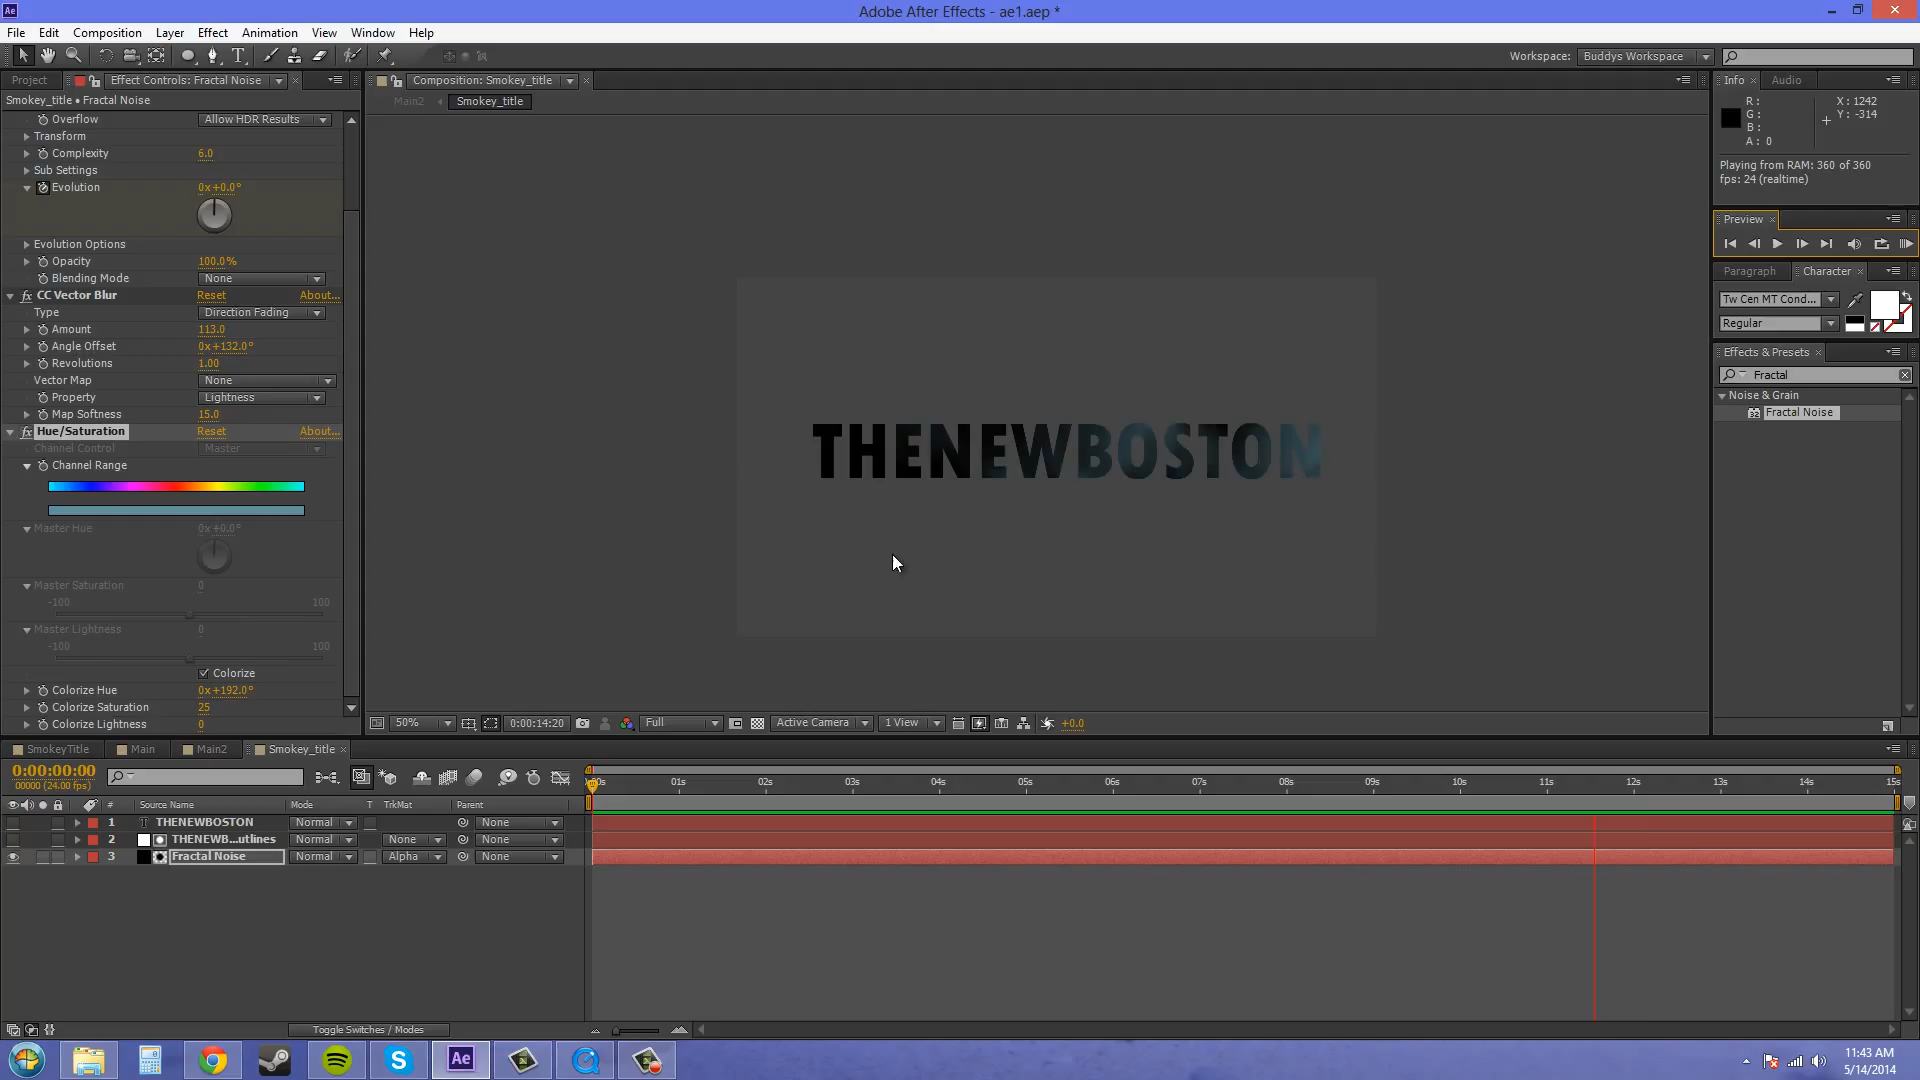 Ae
Adobe After Effects - ae1.aep *
File Edit Composition Layer Effect Animation View Window Help
T
Workspace: Buddys Workspace
Project Effect Controls: Fractal Noise
Composition: Smokey_title
Info Audio
Smokey_title • Fractal Noise
Main2 Smokey_title
R :
G :
B :
A : 0
X : 1242
Y : -314
Playing from RAM: 360 of 360
fps: 24 (realtime)
Overflow Allow HDR Results
Transform
Complexity 6.0
Sub Settings
Evolution 0x+0.0°
Evolution Options
Opacity 100.0%
Blending Mode None
fx CC Vector Blur Reset About...
Type Direction Fading
Amount 113.0
Angle Offset 0x+132.0°
Revolutions 1.00
Vector Map None
Property Lightness
Map Softness 15.0
fx Hue/Saturation Reset About...
Channel Control Master
Channel Range
Master Hue 0x+0.0°
Master Saturation 0
-100 100
Master Lightness 0
-100 100
Colorize
Colorize Hue 0x+192.0°
Colorize Saturation 25
Colorize Lightness 0
THENEWBOSTON
Preview
Paragraph Character
Tw Cen MT Cond...
Regular
Effects & Presets
Fractal
Noise & Grain
32 Fractal Noise
50% 0:00:14:20 Full Active Camera 1 View +0.0
SmokeyTitle Main Main2 Smokey_title
0:00:00:00
00000 (24.00 fps)
01s 02s 03s 04s 05s 06s 07s 08s 09s 10s 11s 12s 13s 14s 15s
# Source Name Mode T TrkMat Parent
1 T THENEWBOSTON Normal None
2 THENEWB...utlines Normal None None
3 Fractal Noise Normal Alpha None
Toggle Switches / Modes
Ae
11:43 AM
5/14/2014